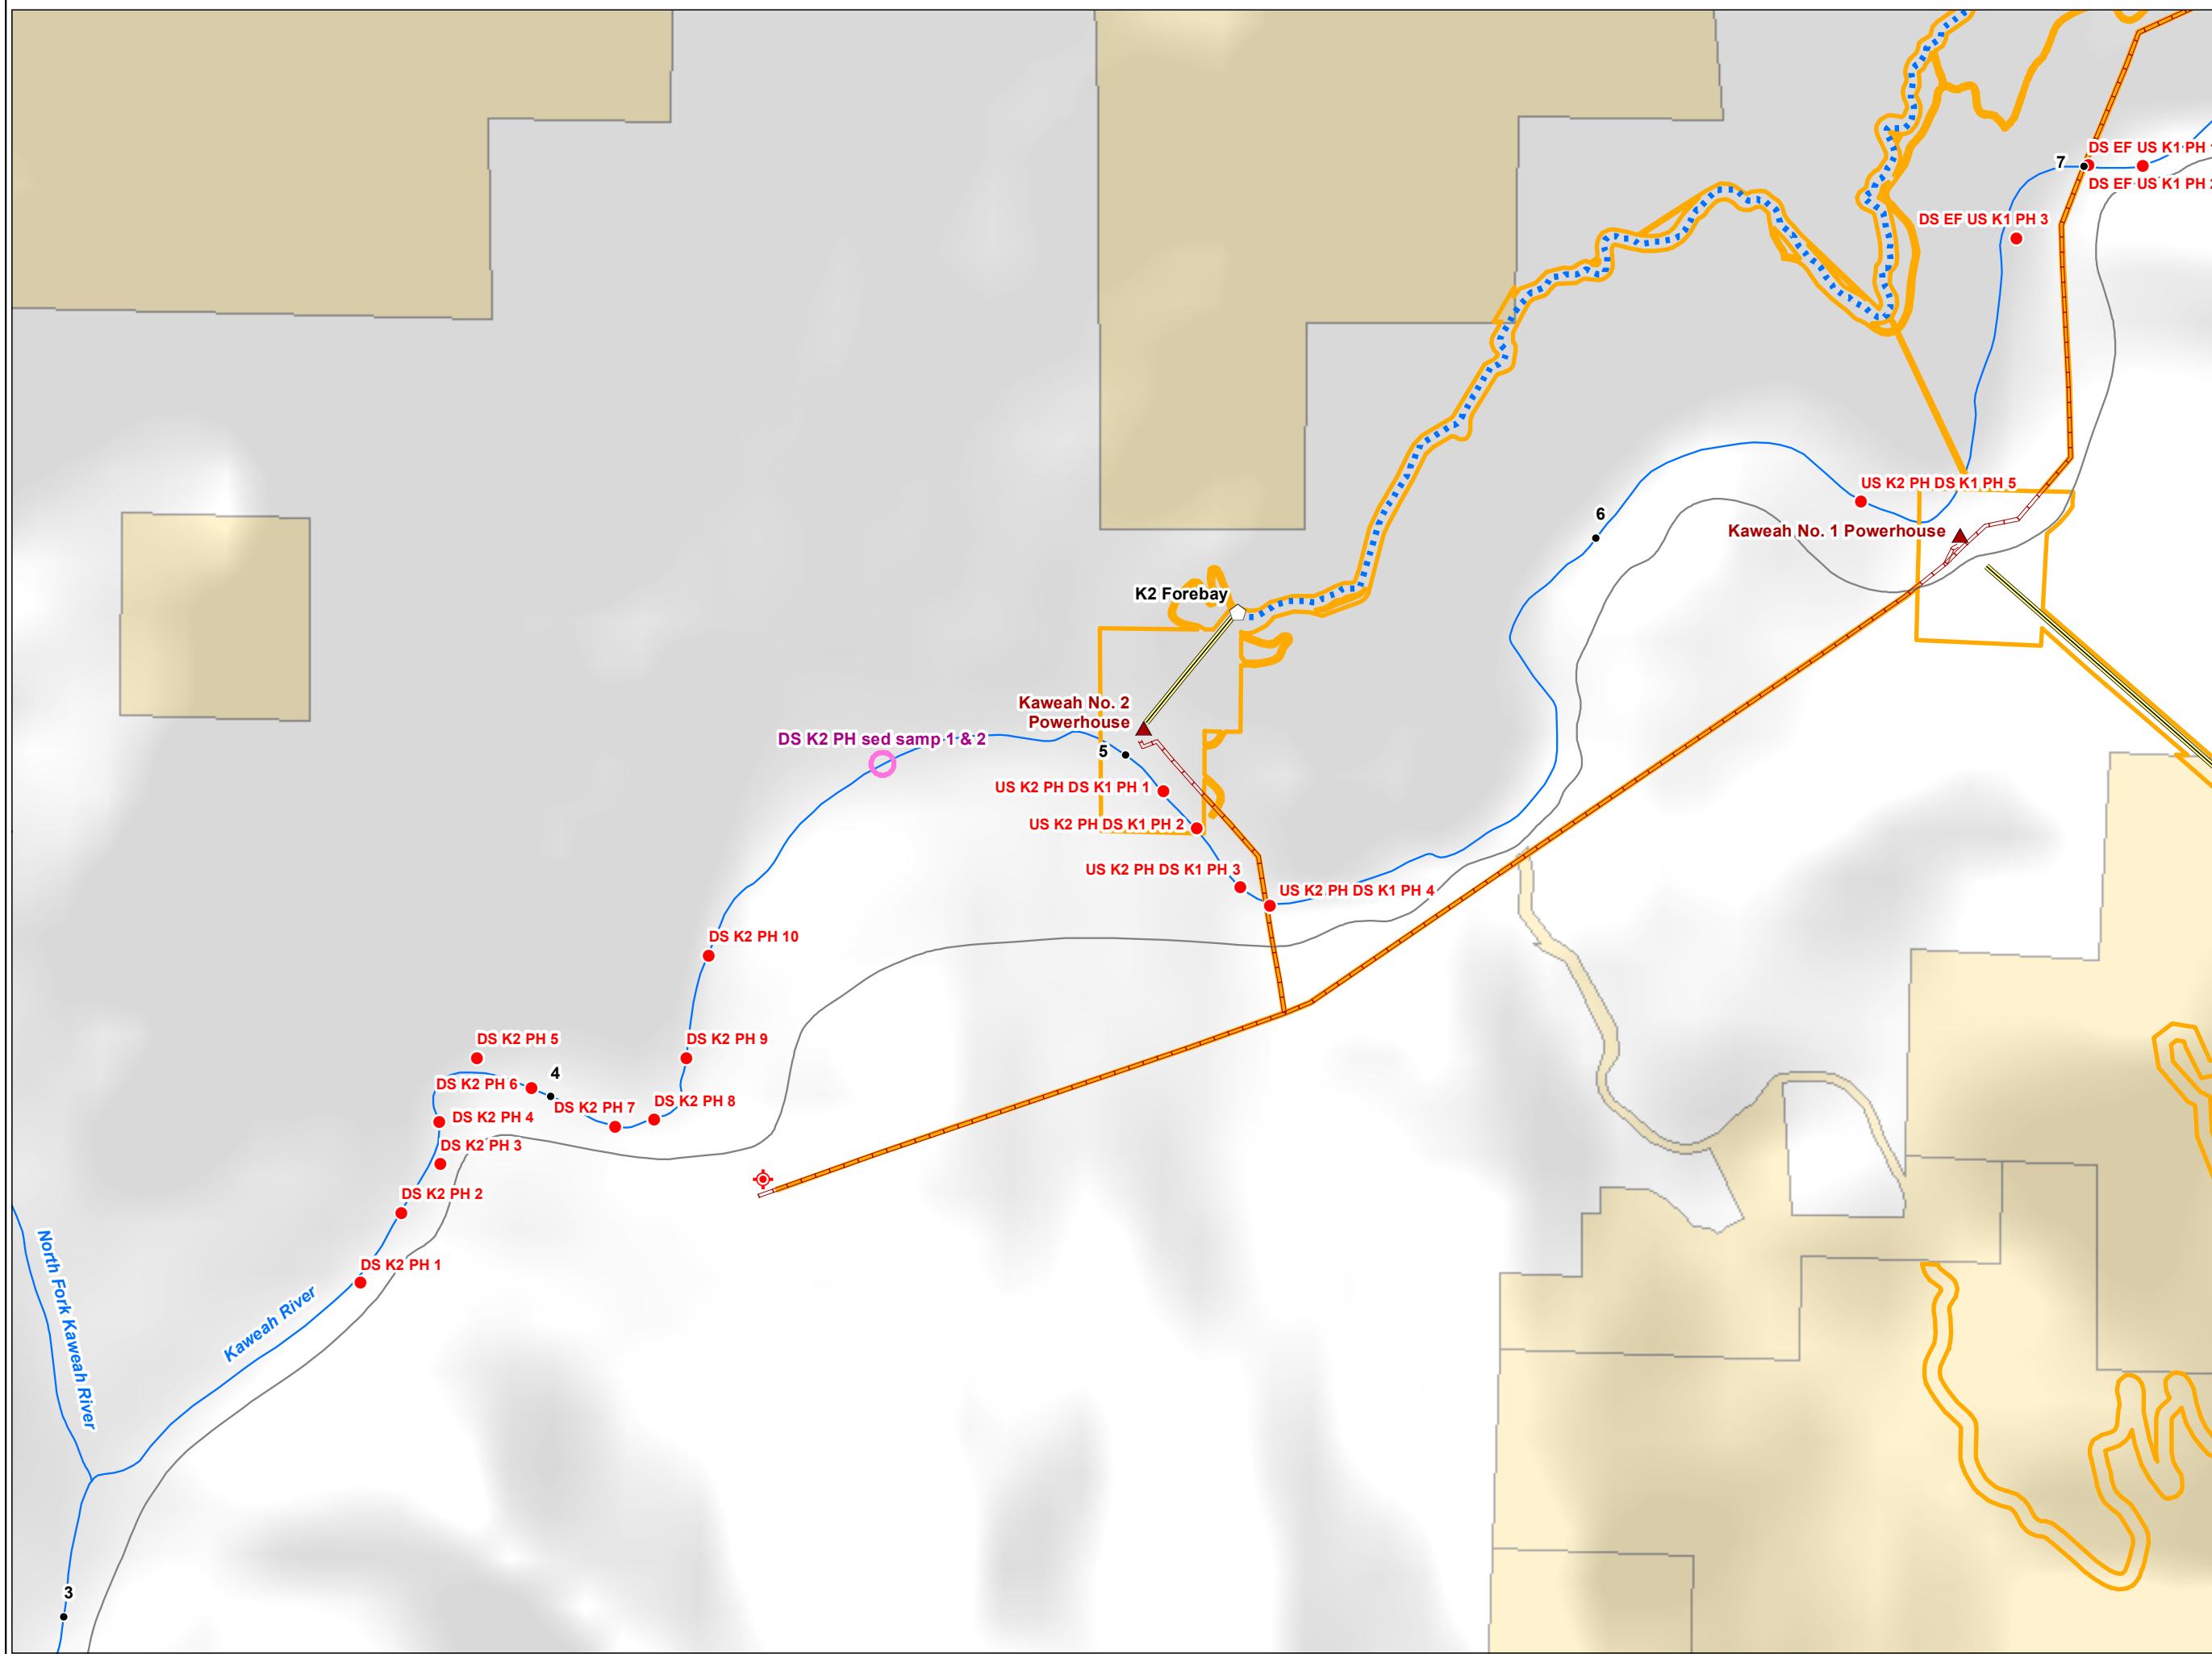 DS EF US K1 PH
7
DS EF US K1 PH
DS EF US K1 PH 3
US K2 PH DS K1 PH 5
6
Kaweah No. 1 Powerhouse
K2 Forebay
Kaweah No. 2
Powerhouse
DS K2 PH sed samp 1 & 2
5
US K2 PH DS K1 PH 1
US K2 PH DS K1 PH 2
US K2 PH DS K1 PH 3
US K2 PH DS K1 PH 4
DS K2 PH 10
DS K2 PH 5
DS K2 PH 9
4
DS K2 PH 6
DS K2 PH 8
DS K2 PH 7
DS K2 PH 4
DS K2 PH 3
DS K2 PH 2
DS K2 PH 1
North Fork Kaweah River
Kaweah River
3